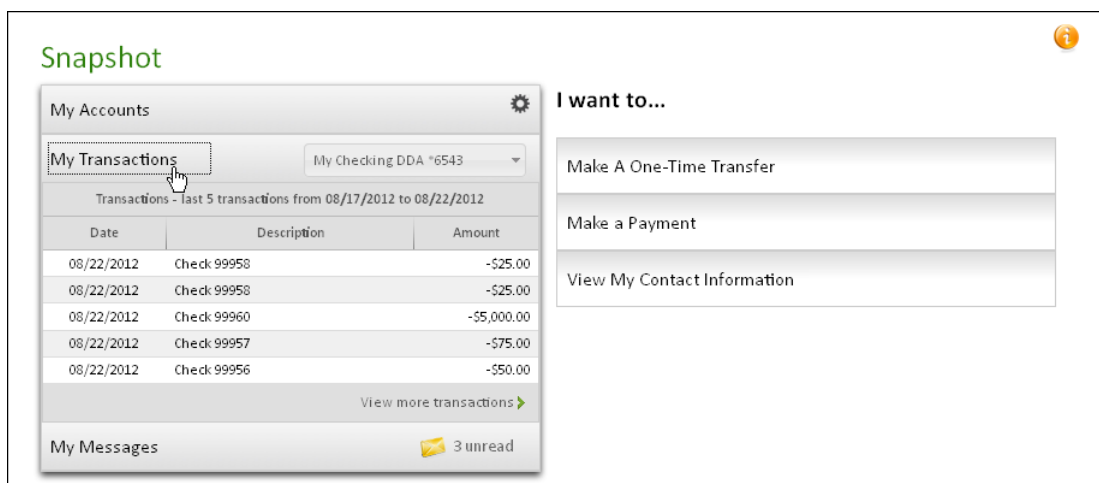 Snapshot
My Accounts
My Transactions My Checking DDA *6543
Transactions - last 5 transactions from 08/17/2012 to 08/22/2012
Date Description Amount
08/22/2012 Check 99958 -$25.00
08/22/2012 Check 99958 -$25.00
08/22/2012 Check 99960 -$5,000.00
08/22/2012 Check 99957 -$75.00
08/22/2012 Check 99956 -$50.00
View more transactions
My Messages 3 unread
I want to...
Make A One-Time Transfer
Make a Payment
View My Contact Information